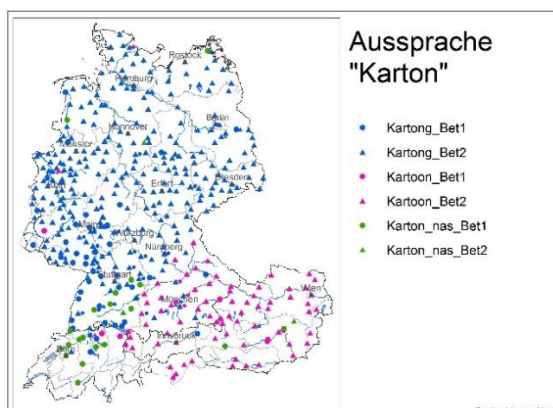 Aussprache
"Karton"
Kartong_Bet1
Kartong_Bet2
Kartoon_Bet1
Kartoon_Bet2
Karton_nas_Bet1
Karton_nas_Bet2
Rostock
Hamburg
Berlin
Hannover
Münster
Köln
Erfurt
Dresden
Mainz
Würzburg
Nürnberg
Stuttgart
München
Wien
Innsbruck
Bern